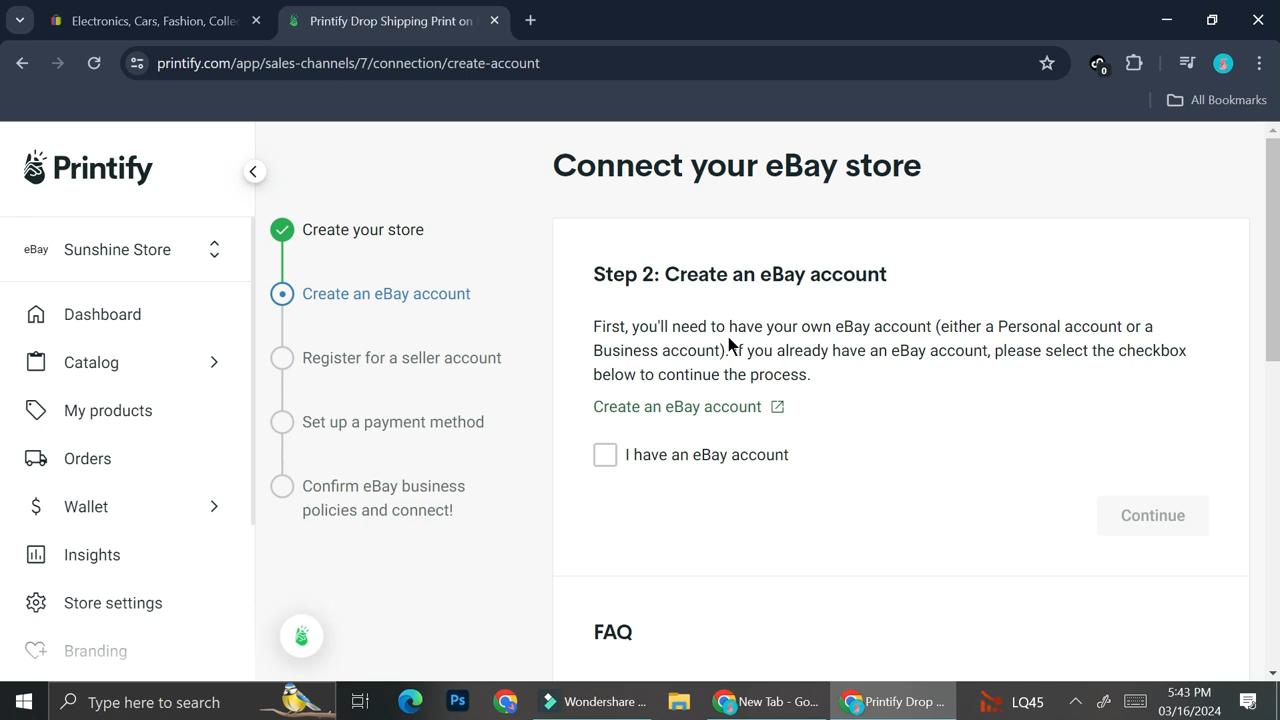 Electronics, Cars, Fashion, Colle
Printify Drop Shipping Print on
printify.com/app/sales-channels/7/connection/create-account
0
All Bookmarks
Printify
Connect your eBay store
eBay Sunshine Store
Dashboard
Catalog
My products
Orders
Wallet
Insights
Store settings
Branding
Create your store
Create an eBay account
Register for a seller account
Set up a payment method
Confirm eBay business
policies and connect!
Step 2: Create an eBay account
First, you'll need to have your own eBay account (either a Personal account or a
Business account). If you already have an eBay account, please select the checkbox
below to continue the process.
Create an eBay account
I have an eBay account
Continue
FAQ
Type here to search
Ps
Wondershare ...
New Tab - Go...
Printify Drop ...
LQ45
5:43 PM
03/16/2024